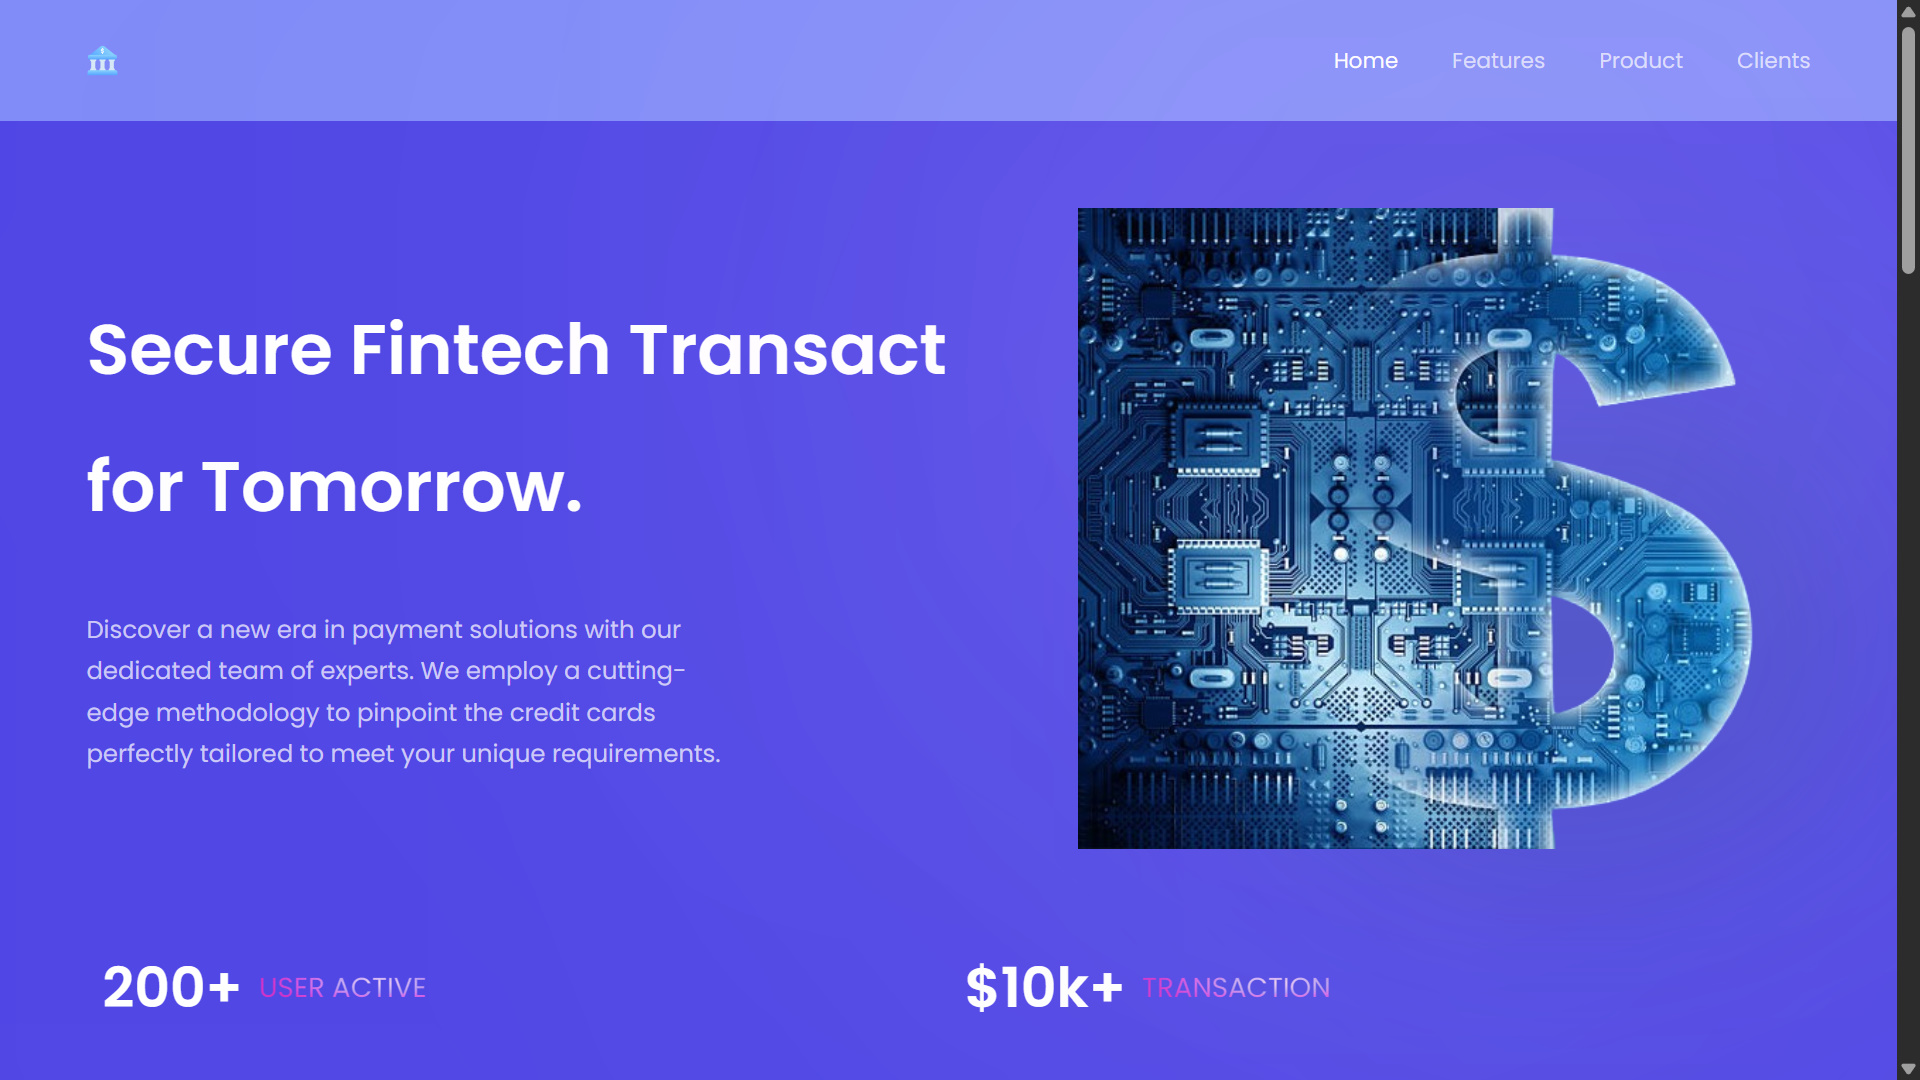 Home Features Product Clients
Secure Fintech Transact
for Tomorrow.
Discover a new era in payment solutions with our
dedicated team of experts. We employ a cutting-
edge methodology to pinpoint the credit cards
perfectly tailored to meet your unique requirements.
200+ USER ACTIVE
$10k+ TRANSACTION